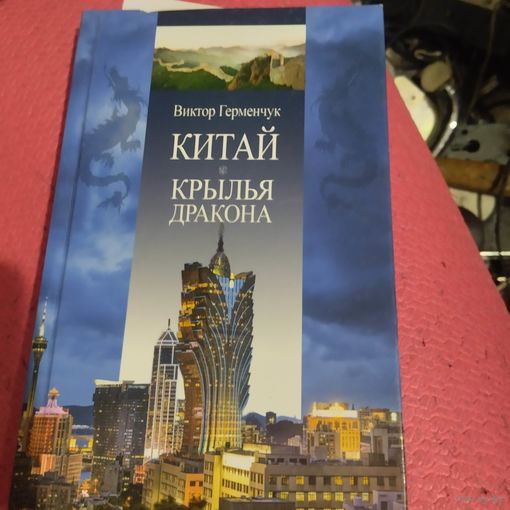 Виктор Герменчук
КИТАЙ
КРЫЛЬЯ
ДРАКОНА